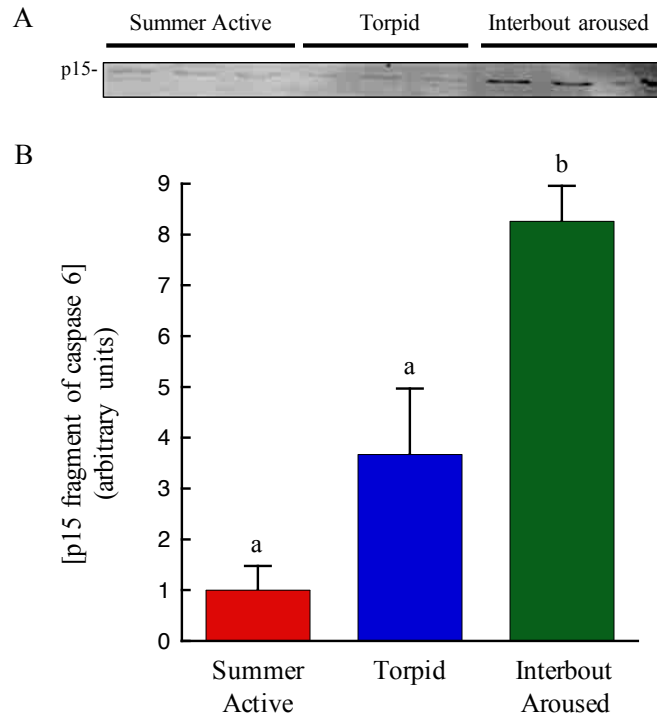 A
Summer Active Torpid Interbout aroused
p15-
B
[p15 fragment of caspase 6]
(arbitrary units)
9
8
7
6
5
4
3
2
1
0
a
a
b
Summer
Active
Torpid
Interbout
Aroused